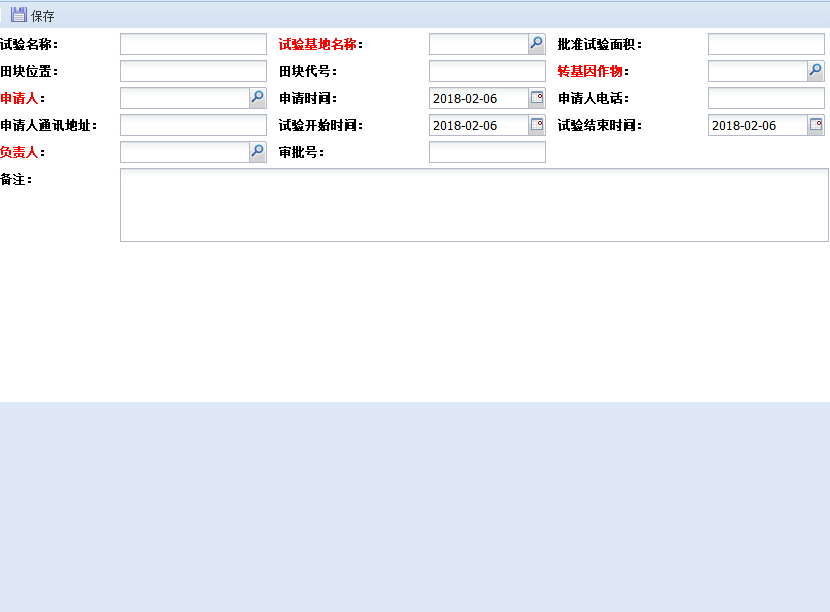 保存
试验名称： 试验基地名称： 批准试验面积：
田块位置： 田块代号： 转基因作物：
申请人： 申请时间： 2018-02-06 申请人电话：
申请人通讯地址： 试验开始时间： 2018-02-06 试验结束时间： 2018-02-06
负责人： 审批号：
备注：